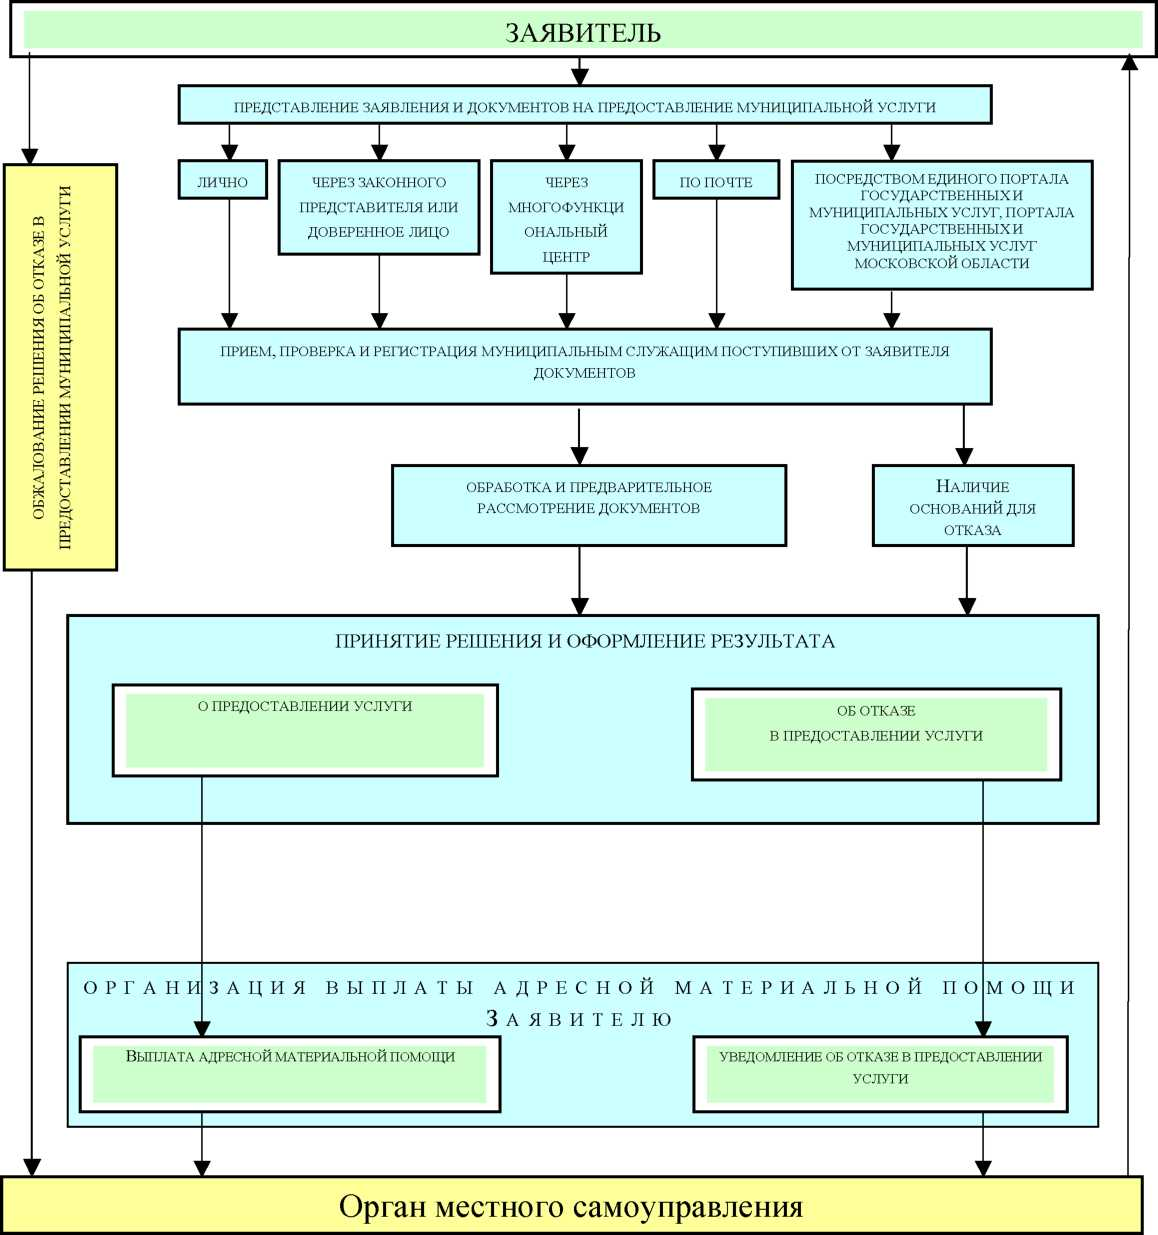 ЗАЯВИТЕЛЬ
ПРЕДСТАВЛЕНИЕ ЗАЯВЛЕНИЯ И ДОКУМЕНТОВ НА ПРЕДОСТАВЛЕНИЕ МУНИЦИПАЛЬНОЙ УСЛУГИ
ЛИЧНО
ЧЕРЕЗ ЗАКОННОГО
ПРЕДСТАВИТЕЛЯ ИЛИ
ДОВЕРЕННОЕ ЛИЦО
ЧЕРЕЗ
МНОГОФУНКЦИ
ОНАЛЬНЫЙ
ЦЕНТР
ПО ПОЧТЕ
ПОСРЕДСТВОМ ЕДИНОГО ПОРТАЛА
ГОСУДАРСТВЕННЫХ И
МУНИЦИПАЛЬНЫХ УСЛУГ, ПОРТАЛА
ГОСУДАРСТВЕННЫХ И
МУНИЦИПАЛЬНЫХ УСЛУГ
МОСКОВСКОЙ ОБЛАСТИ
ОБЖАЛОВАНИЕ РЕШЕНИЯ ОБ ОТКАЗЕ В
ПРЕДОСТАВЛЕНИИ МУНИЦИПАЛЬНОЙ УСЛУГИ
ПРИЕМ, ПРОВЕРКА И РЕГИСТРАЦИЯ МУНИЦИПАЛЬНЫМ СЛУЖАЩИМ ПОСТУПИВШИХ ОТ ЗАЯВИТЕЛЯ
ДОКУМЕНТОВ
ОБРАБОТКА И ПРЕДВАРИТЕЛЬНОЕ
РАССМОТРЕНИЕ ДОКУМЕНТОВ
НАЛИЧИЕ
ОСНОВАНИЙ ДЛЯ
ОТКАЗА
ПРИНЯТИЕ РЕШЕНИЯ И ОФОРМЛЕНИЕ РЕЗУЛЬТАТА
О ПРЕДОСТАВЛЕНИИ УСЛУГИ
ОБ ОТКАЗЕ
В ПРЕДОСТАВЛЕНИИ УСЛУГИ
ОРГАНИЗАЦИЯ ВЫПЛАТЫ АДРЕСНОЙ МАТЕРИАЛЬНОЙ ПОМОЩИ
ЗАЯВИТЕЛЮ
ВЫПЛАТА АДРЕСНОЙ МАТЕРИАЛЬНОЙ ПОМОЩИ
УВЕДОМЛЕНИЕ ОБ ОТКАЗЕ В ПРЕДОСТАВЛЕНИИ
УСЛУГИ
Орган местного самоуправления